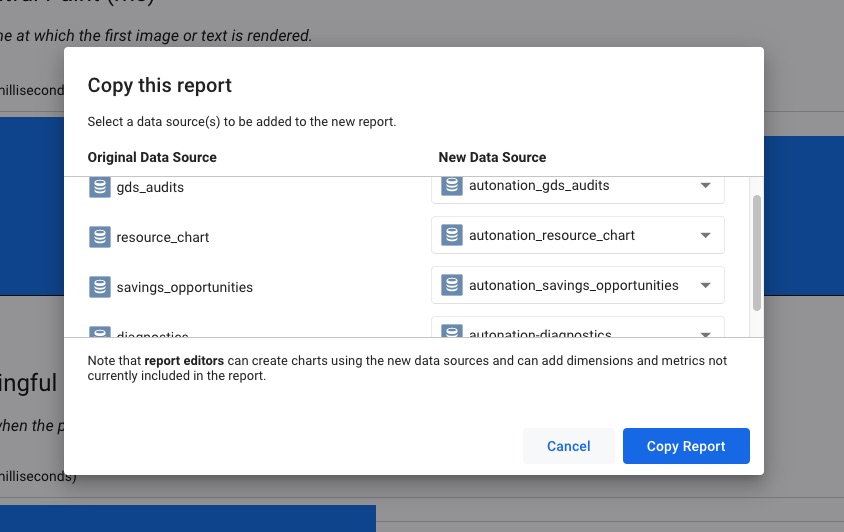 (ms)
ne at which the first image or text is rendered.
Copy this report
milliseconds
Select a data source(s) to be added to the new report.
Original Data Source New Data Source
gds_audits autonation_gds_audits
resource_chart autonation_resource_chart
savings_opportunities autonation_savings_opportunities
diagnostics autonation-diagnostics
Note that report editors can create charts using the new data sources and can add dimensions and metrics not
currently included in the report.
ingful
when the p
Cancel Copy Report
milliseconds)